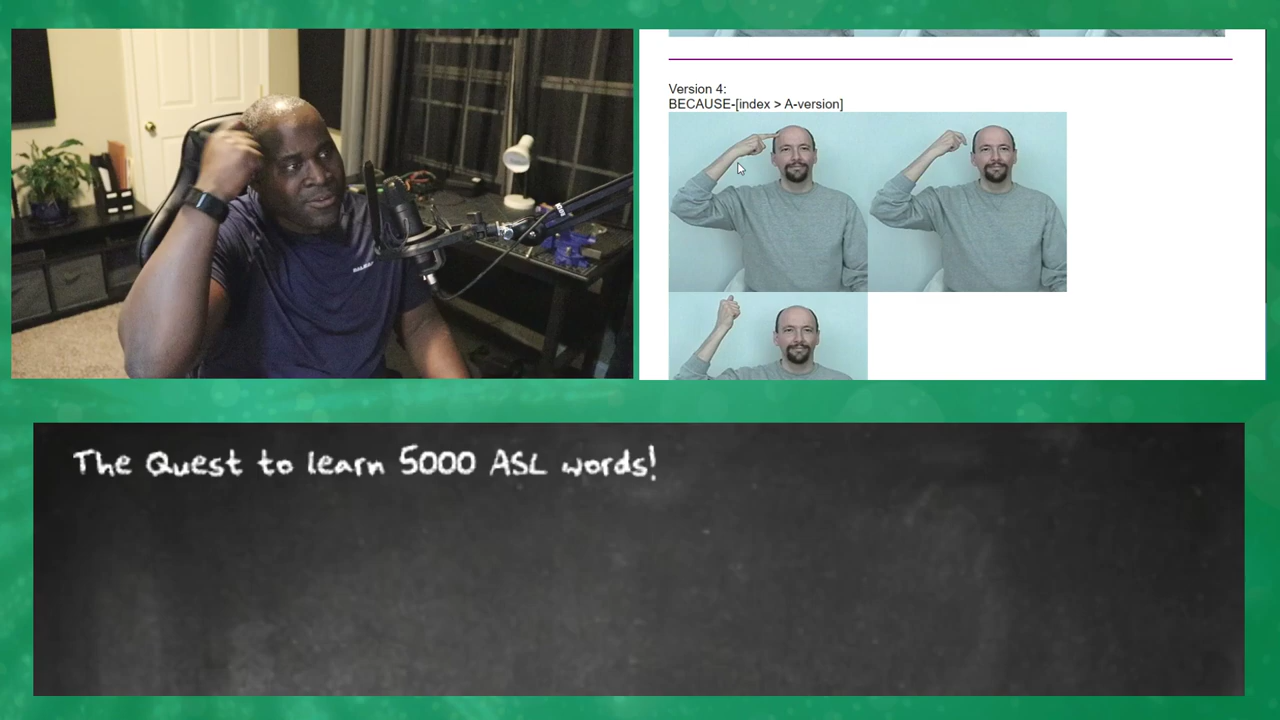 Version 4:
BECAUSE-[index > A-version]
The Quest to learn 5000 ASL words!